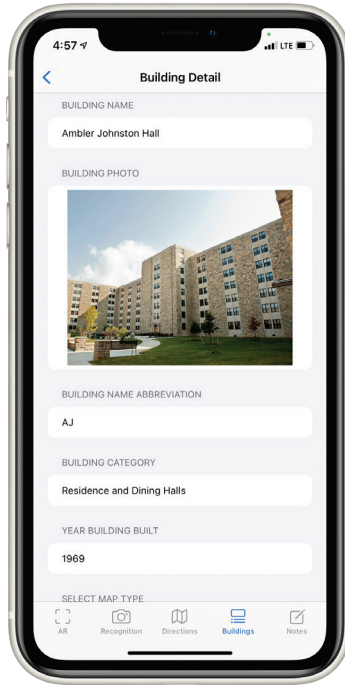 4:57
LTE
Building Detail
BUILDING NAME
Ambler Johnston Hall
BUILDING PHOTO
BUILDING NAME ABBREVIATION
AJ
BUILDING CATEGORY
Residence and Dining Halls
YEAR BUILDING BUILT
1969
SELECT MAP TYPE
AR
Recognition
Directions
Buildings
Notes